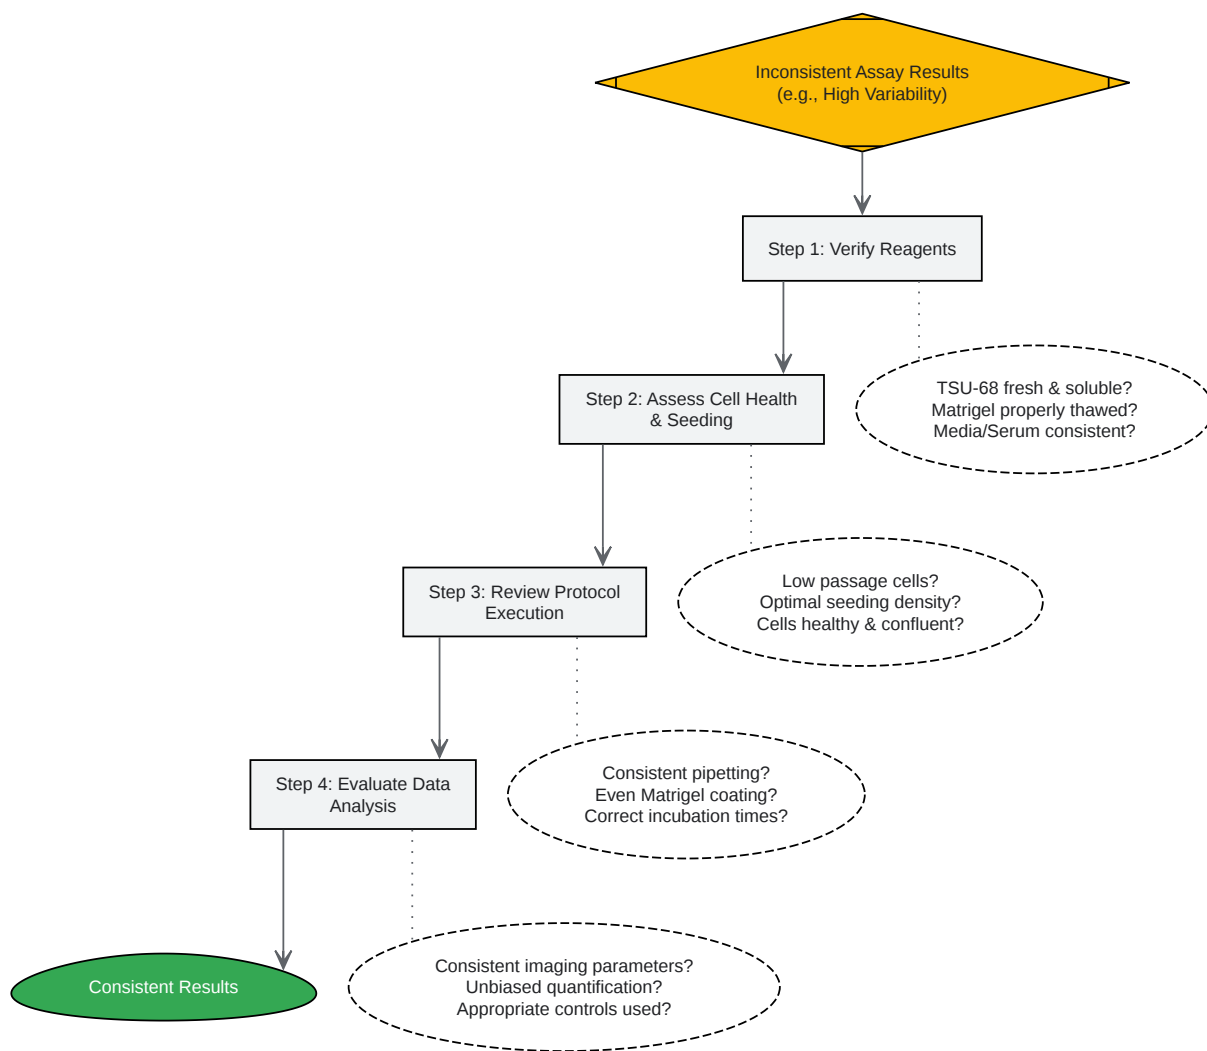 Inconsistent Assay Results
(e.g., High Variability)
Step 1: Verify Reagents
TSU-68 fresh & soluble?
Matrigel properly thawed?
Media/Serum consistent?
Step 2: Assess Cell Health
& Seeding
Low passage cells?
Optimal seeding density?
Cells healthy & confluent?
Step 3: Review Protocol
Execution
Consistent pipetting?
Even Matrigel coating?
Correct incubation times?
Step 4: Evaluate Data
Analysis
Consistent imaging parameters?
Unbiased quantification?
Appropriate controls used?
Consistent Results